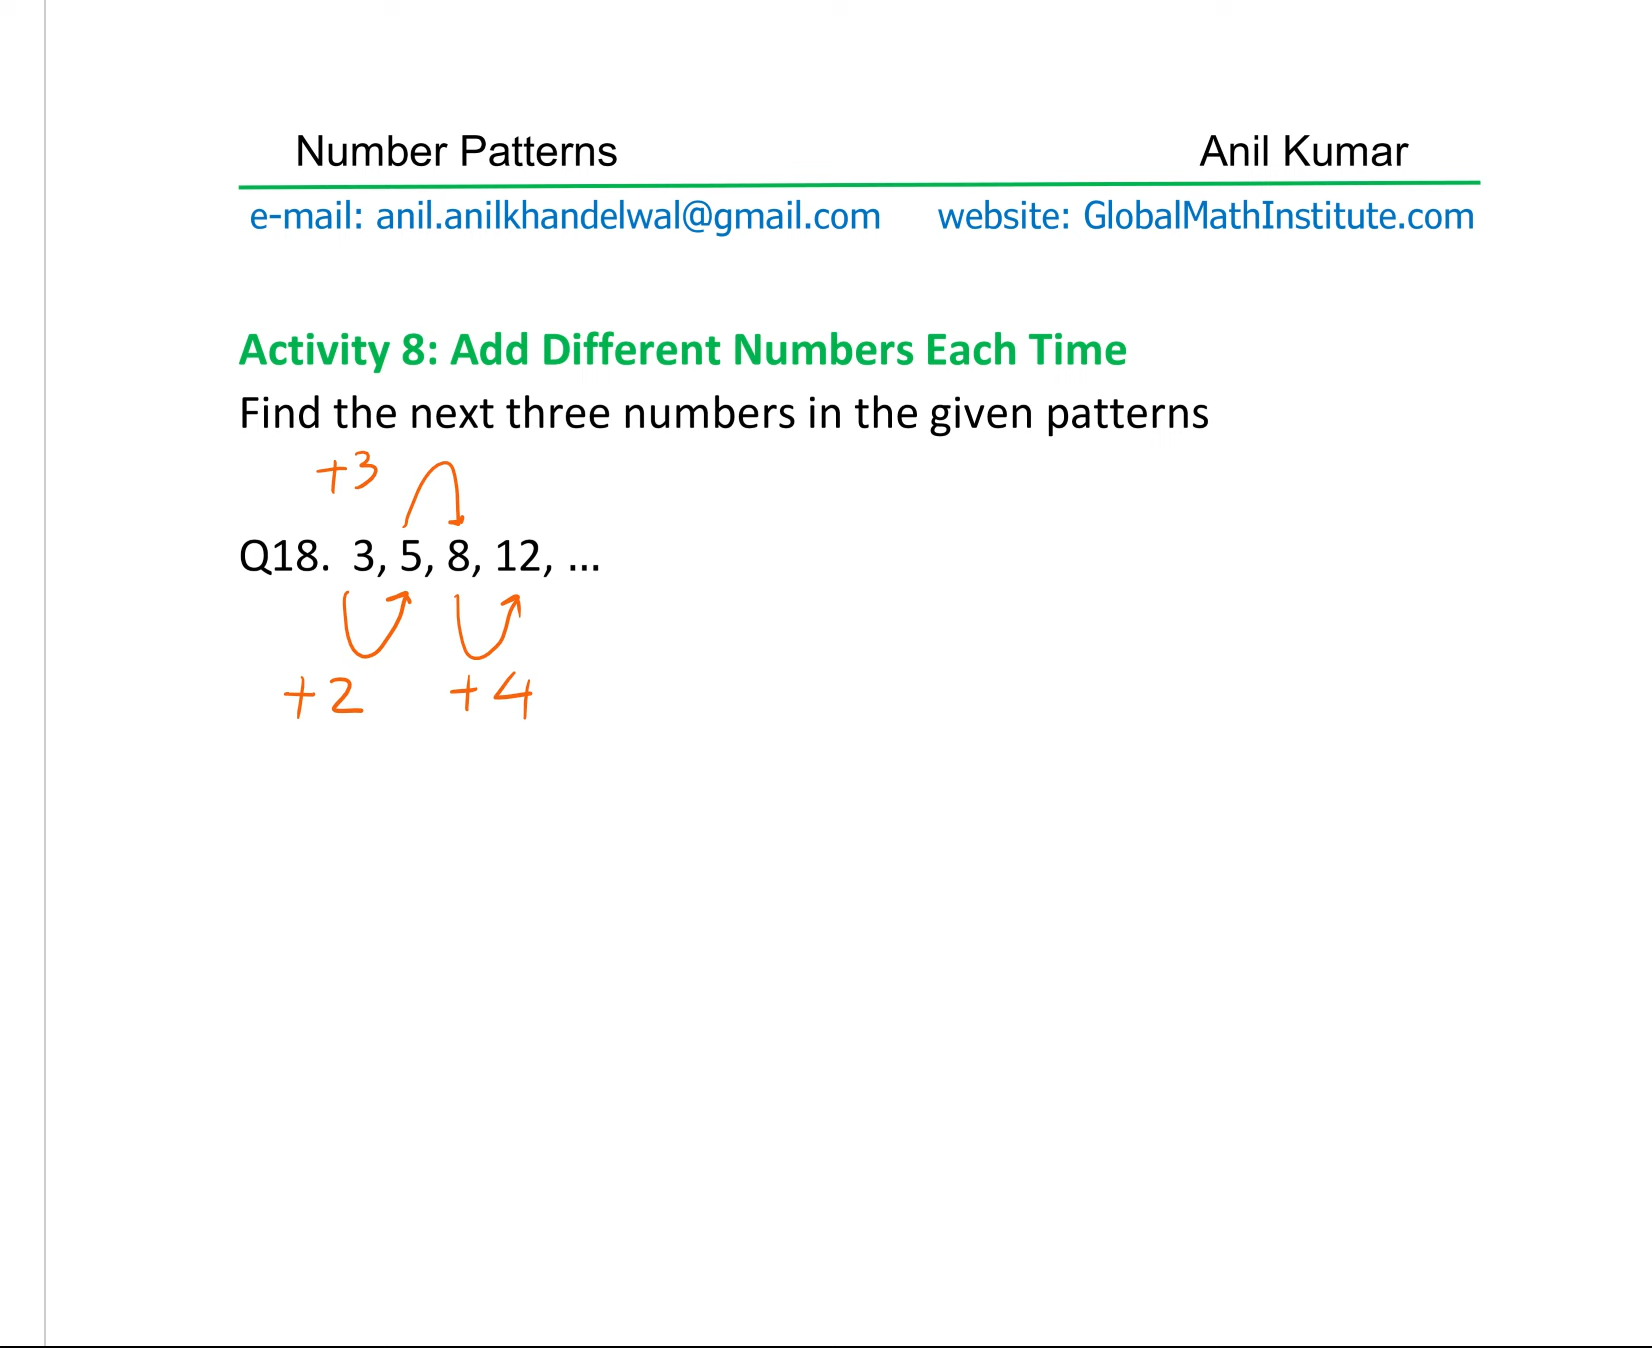 Number Patterns Anil Kumar
e-mail: anil.anilkhandelwal@gmail.com website: GlobalMathInstitute.com
Activity 8: Add Different Numbers Each Time
Find the next three numbers in the given patterns
+3
Q18. 3, 5, 8, 12, ...
+2 +4